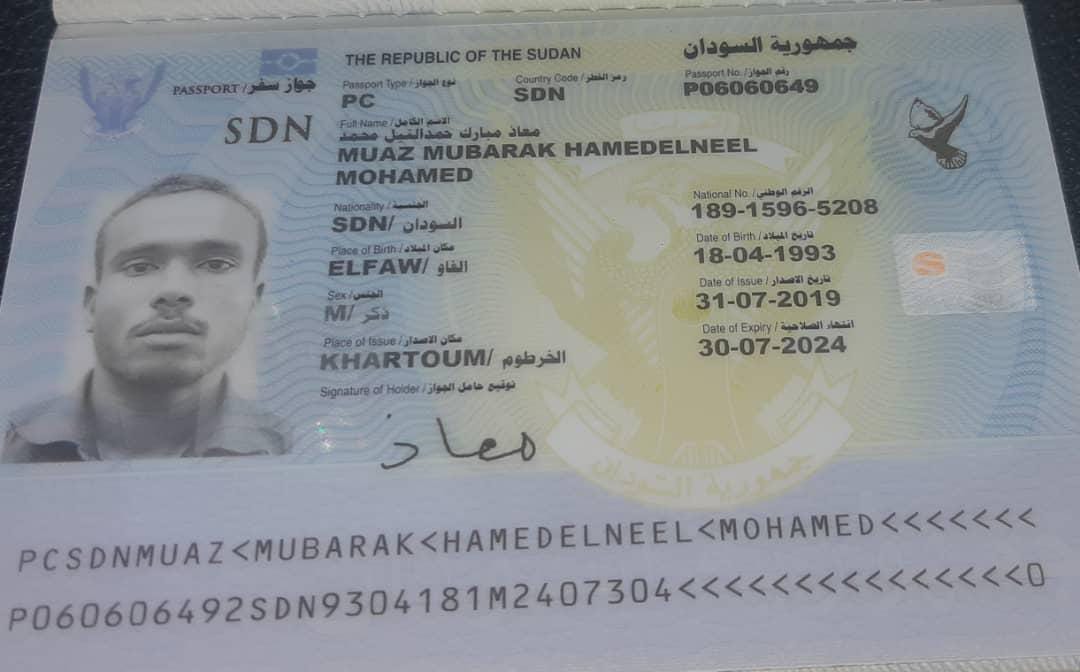 THE REPUBLIC OF THE SUDAN جمهورية السودان
PASSPORT / جواز سفر
Passport Type / نوع الجواز Country Code / رمز القطر Passport No. / رقم الجواز
PC SDN P06060649
SDN
Full Name / الاسم الكامل
معاذ مبارك حمدالنيل محمد
MUAZ MUBARAK HAMEDELNEEL
MOHAMED
National No. / الرقم الوطني
189-1596-5208
Nationality / الجنسية
SDN/ السودان
Date of Birth / تاريخ الميلاد
18-04-1993
Place of Birth / مكان الميلاد
ELFAW/ الفاو
Date of Issue / تاريخ الاصدار
31-07-2019
Sex / الجنس
M/ ذكر
Date of Expiry / انتهاء الصلاحية
30-07-2024
Place of Issue / مكان الاصدار
KHARTOUM/ الخرطوم
Signature of Holder / توقيع حامل الجواز
معاذ
جمهورية السودان
S
PCSDNMUAZ<MUBARAK<HAMEDELNEEL<MOHAMED<<<<<<<
P060606492SDN9304181M2407304<<<<<<<<<<<<<<<0